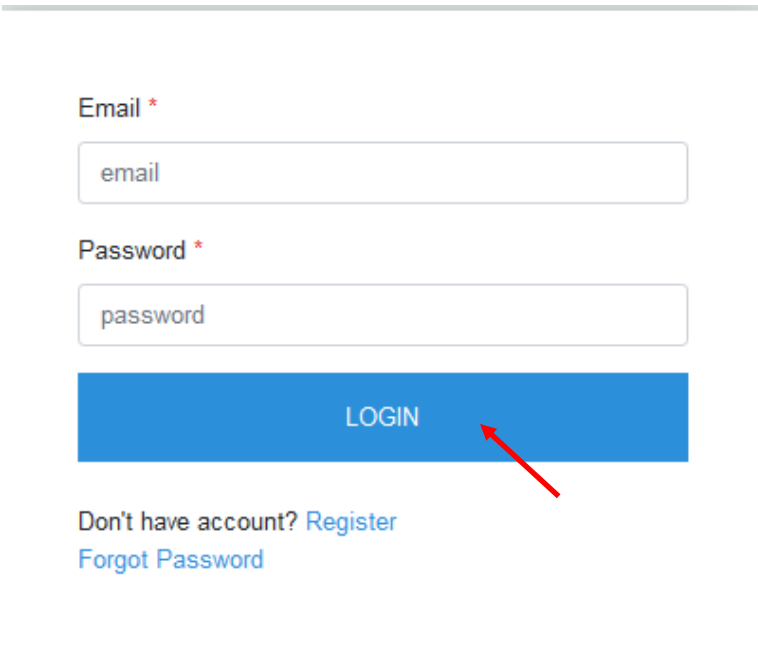 Email *
email
Password *
password
LOGIN
Don't have account? Register
Forgot Password